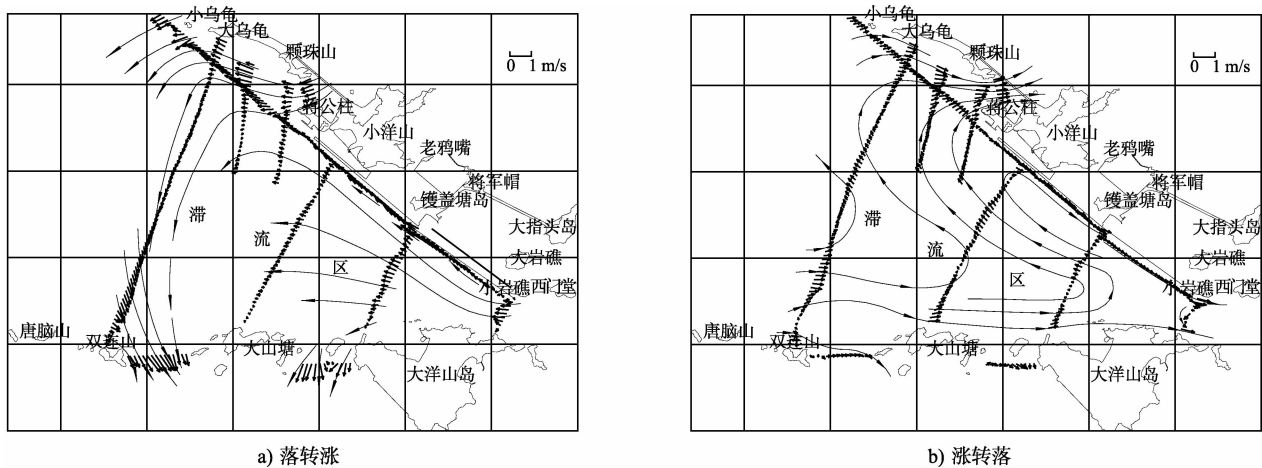 小乌龟
大乌龟
颗珠山
0 1 m/s
蒋公柱
小洋山
老鸦嘴
将军帽
镬盖塘岛
滞
流
区
大指头岛
大岩礁
小岩礁西门堂
唐脑山
双连山
大山塘
大洋山岛
a) 落转涨
小乌龟
大乌龟
颗珠山
0 1 m/s
蒋公柱
小洋山
老鸦嘴
将军帽
镬盖塘岛
滞
流
区
大指头岛
大岩礁
小岩礁西门堂
唐脑山
双连山
大山塘
大洋山岛
b) 涨转落